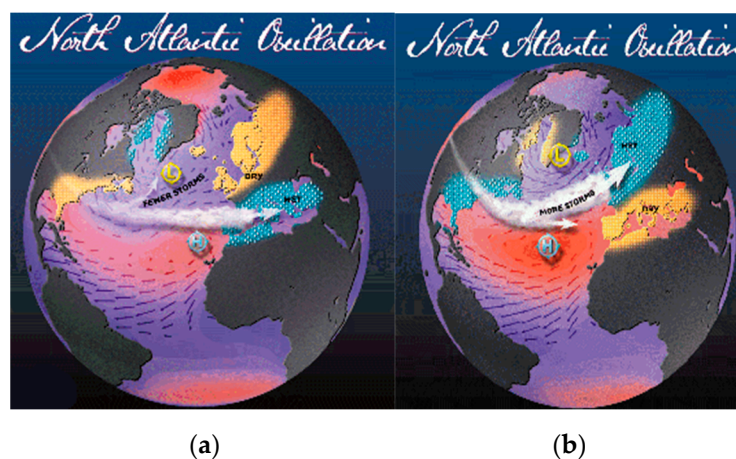 North Atlantic Oscillation
L
FEWER STORMS
DRY
WET
H
(a)
North Atlantic Oscillation
L
WET
MORE STORMS
DRY
H
(b)